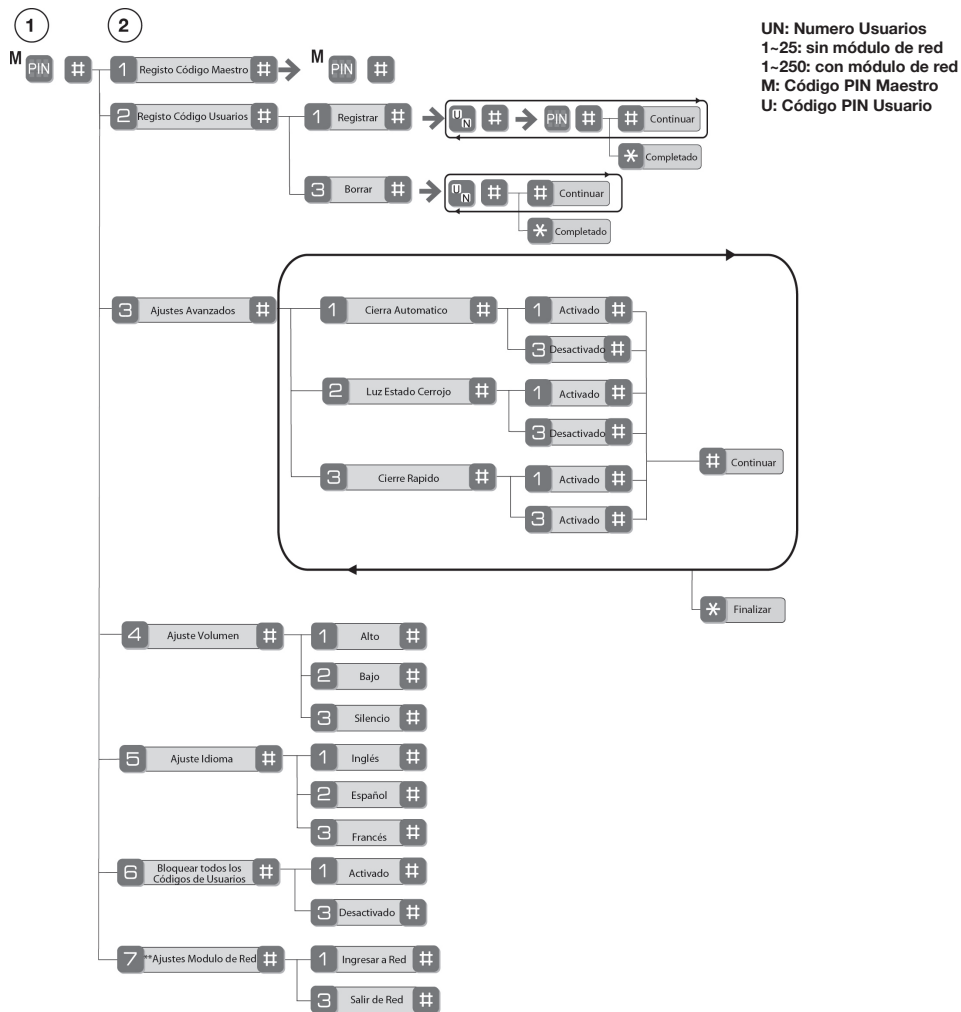 1 2
M PIN # 1 Registo Código Maestro # M PIN #
UN: Numero Usuarios
1~25: sin módulo de red
1~250: con módulo de red
M: Código PIN Maestro
U: Código PIN Usuario
2 Registo Código Usuarios # 1 Registrar # UN # PIN # # Continuar
* Completado
3 Borrar # UN # # Continuar
* Completado
3 Ajustes Avanzados # 1 Cierra Automatico # 1 Activado #
3 Desactivado #
2 Luz Estado Cerrojo # 1 Activado #
3 Desactivado #
# Continuar
3 Cierre Rapido # 1 Activado #
3 Activado #
* Finalizar
4 Ajuste Volumen # 1 Alto #
2 Bajo #
3 Silencio #
5 Ajuste Idioma # 1 Inglés #
2 Español #
3 Francés #
6 Bloquear todos los
Códigos de Usuarios # 1 Activado #
3 Desactivado #
7 **Ajustes Modulo de Red # 1 Ingresar a Red #
3 Salir de Red #